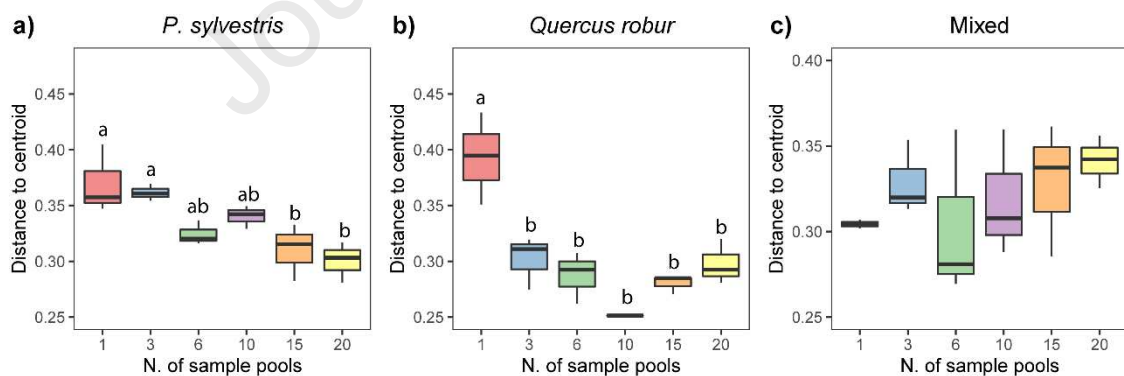 a) P. sylvestris
b) Quercus robur
c) Mixed
Distance to centroid
0.45
0.40
0.35
0.30
0.25
a
a
ab
ab
b
b
1 3 6 10 15 20
N. of sample pools
Distance to centroid
0.45
0.40
0.35
0.30
0.25
a
b
b
b
b
b
1 3 6 10 15 20
N. of sample pools
Distance to centroid
0.40
0.35
0.30
0.25
1 3 6 10 15 20
N. of sample pools
Jou